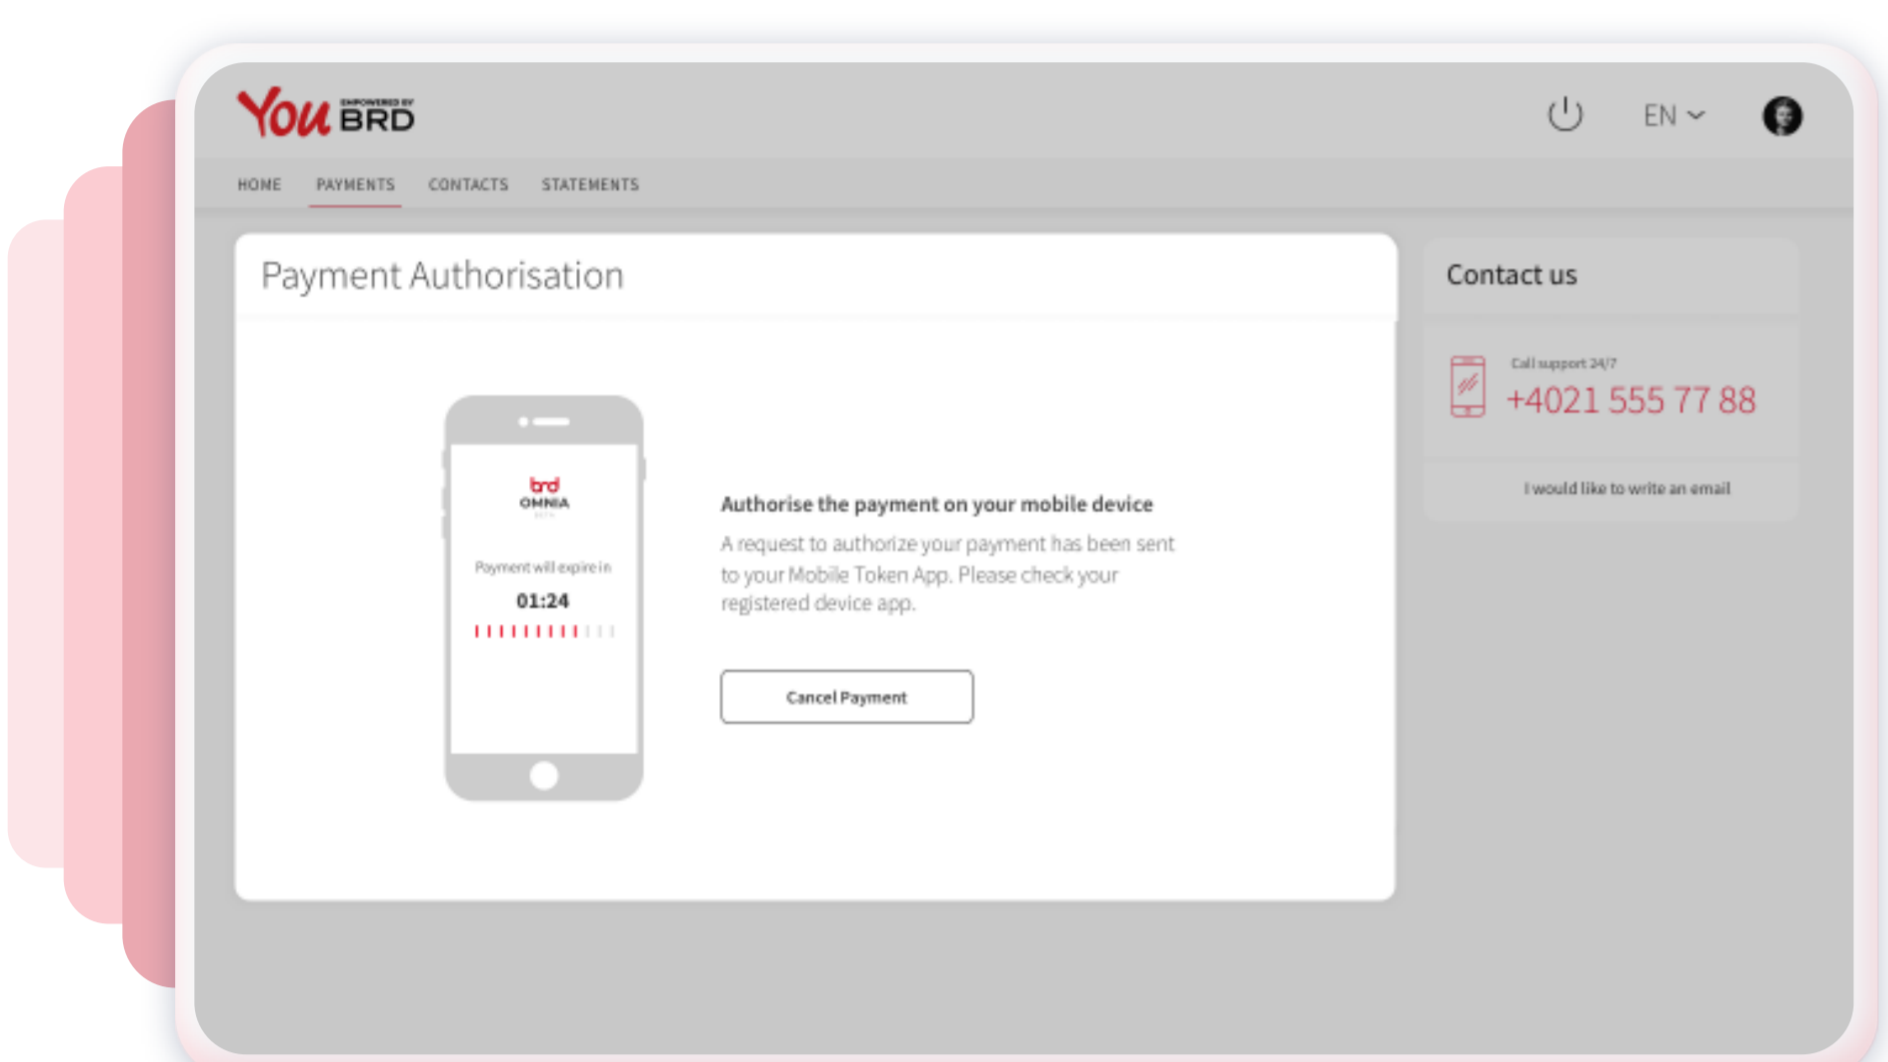 You EMPOWERED BY BRD
EN
HOME PAYMENTS CONTACTS STATEMENTS
Payment Authorisation
brd
OMNIA
Payment will expire in
01:24
Authorise the payment on your mobile device
A request to authorize your payment has been sent
to your Mobile Token App. Please check your
registered device app.
Cancel Payment
Contact us
Call support 24/7
+4021 555 77 88
I would like to write an email